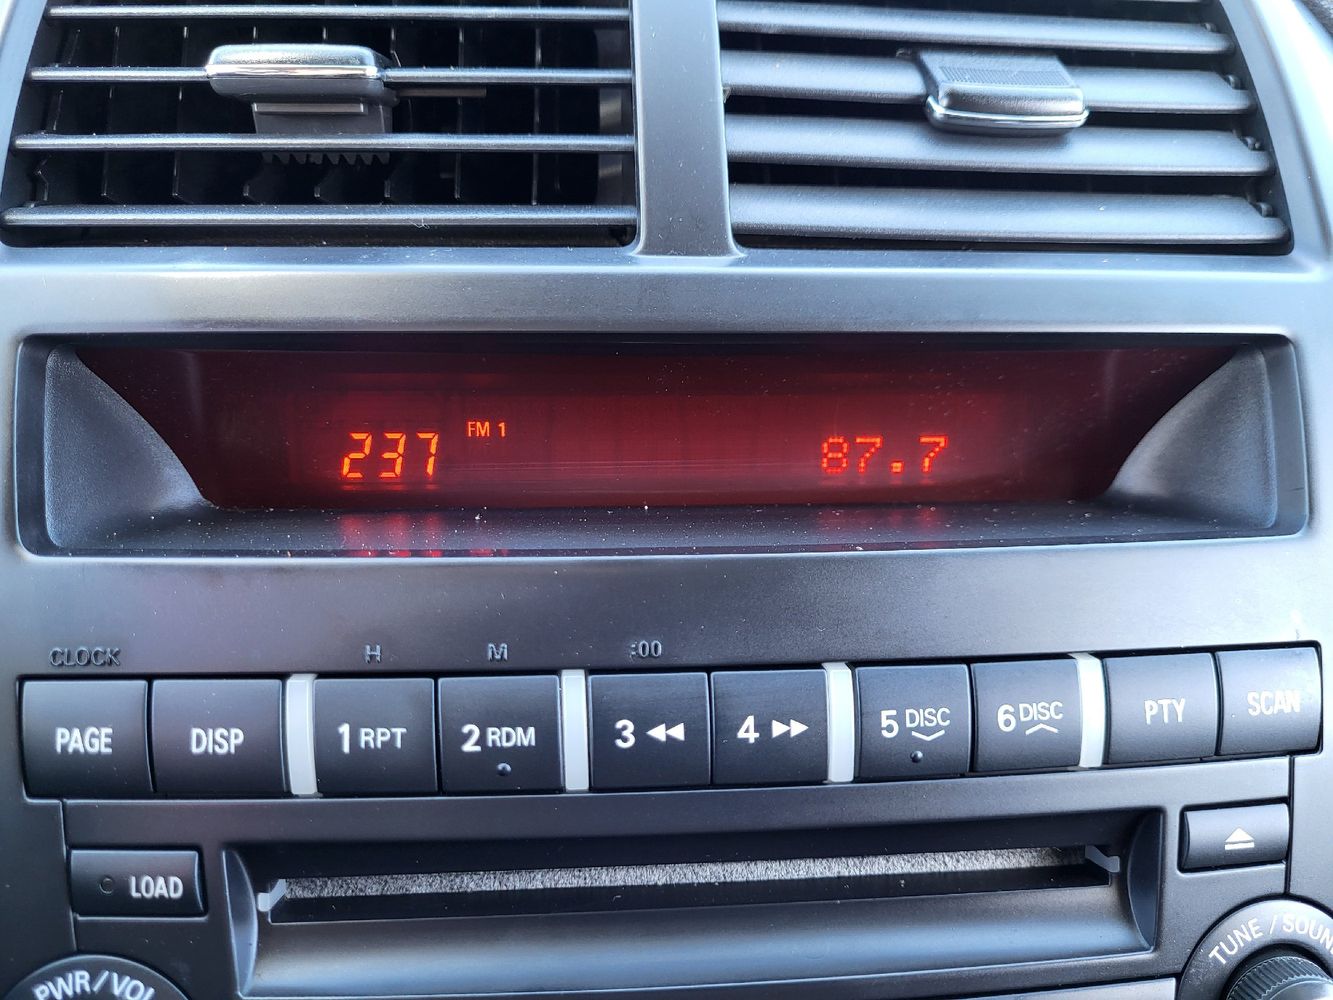 237 FM 1 87.7
CLOCK H M :00
PAGE DISP 1 RPT 2 RDM 3 ◀◀ 4 ▶▶ 5 DISC 6 DISC PTY SCAN
LOAD
PWR/VOL TUNE / SOUN